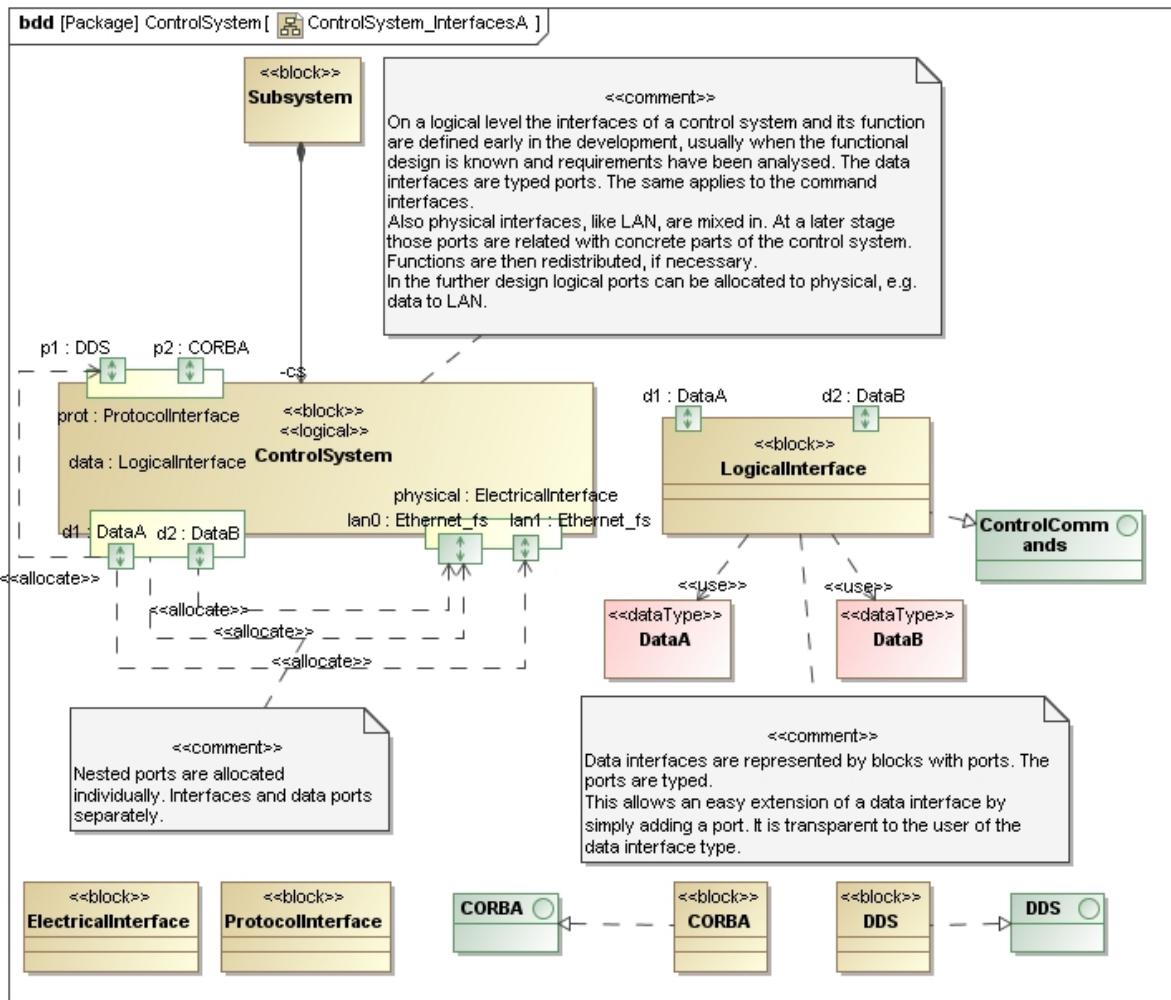 bdd [Package] ControlSystem [ ControlSystem_InterfacesA ]
<<block>>
Subsystem
<<comment>>
On a logical level the interfaces of a control system and its function
are defined early in the development, usually when the functional
design is known and requirements have been analysed. The data
interfaces are typed ports. The same applies to the command
interfaces.
Also physical interfaces, like LAN, are mixed in. At a later stage
those ports are related with concrete parts of the control system.
Functions are then redistributed, if necessary.
In the further design logical ports can be allocated to physical, e.g.
data to LAN.
p1 : DDS
p2 : CORBA
-cs
prot : ProtocolInterface
<<block>>
<<logical>>
ControlSystem
data : LogicalInterface
physical : ElectricalInterface
lan0 : Ethernet_fs
lan1 : Ethernet_fs
d1 : DataA
d2 : DataB
<<allocate>>
<<allocate>>
<<allocate>>
<<allocate>>
d1 : DataA
d2 : DataB
<<block>>
LogicalInterface
ControlComm
ands
<<use>>
<<use>>
<<dataType>>
DataA
<<dataType>>
DataB
<<comment>>
Nested ports are allocated
individually. Interfaces and data ports
separately.
<<comment>>
Data interfaces are represented by blocks with ports. The
ports are typed.
This allows an easy extension of a data interface by
simply adding a port. It is transparent to the user of the
data interface type.
<<block>>
ElectricalInterface
<<block>>
ProtocolInterface
CORBA
<<block>>
CORBA
<<block>>
DDS
DDS